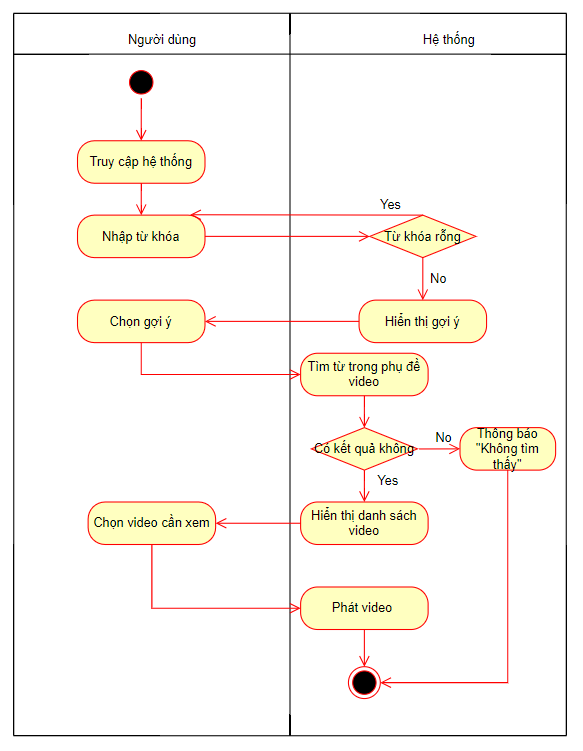 Người dùng
Hệ thống
Truy cập hệ thống
Yes
Nhập từ khóa
Từ khóa rỗng
No
Chọn gợi ý
Hiển thị gợi ý
Tìm từ trong phụ đề
video
Có kết quả không
No
Thông báo
"Không tìm
thấy"
Yes
Chọn video cần xem
Hiển thị danh sách
video
Phát video